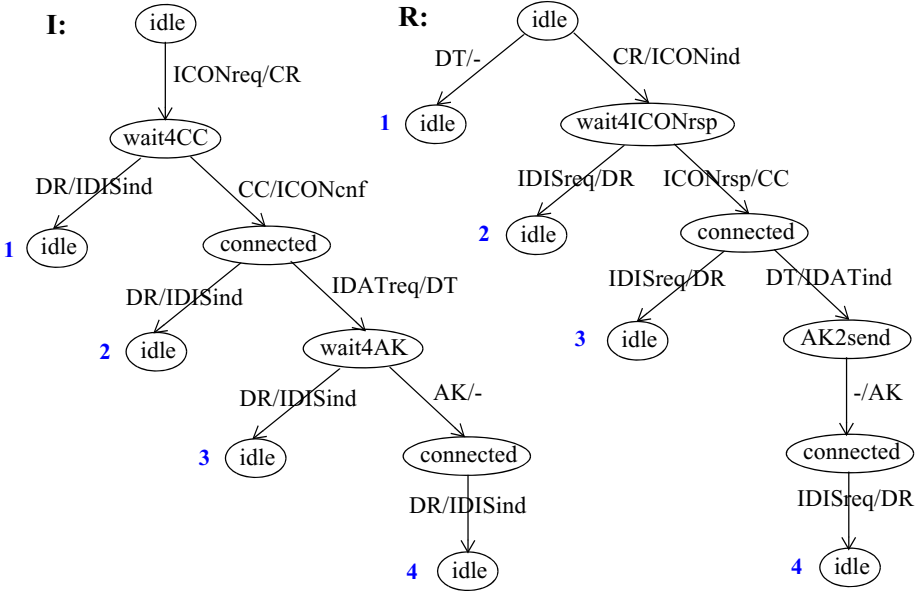 I:
idle
ICONreq/CR
wait4CC
DR/IDISind
CC/ICONcnf
1 idle
connected
DR/IDISind
IDATreq/DT
2 idle
wait4AK
DR/IDISind
AK/-
3 idle
connected
DR/IDISind
4 idle
R:
idle
DT/-
CR/ICONind
1 idle
wait4ICONrsp
IDISreq/DR
ICONrsp/CC
2 idle
connected
IDISreq/DR
DT/IDATind
3 idle
AK2send
-/AK
connected
IDISreq/DR
4 idle